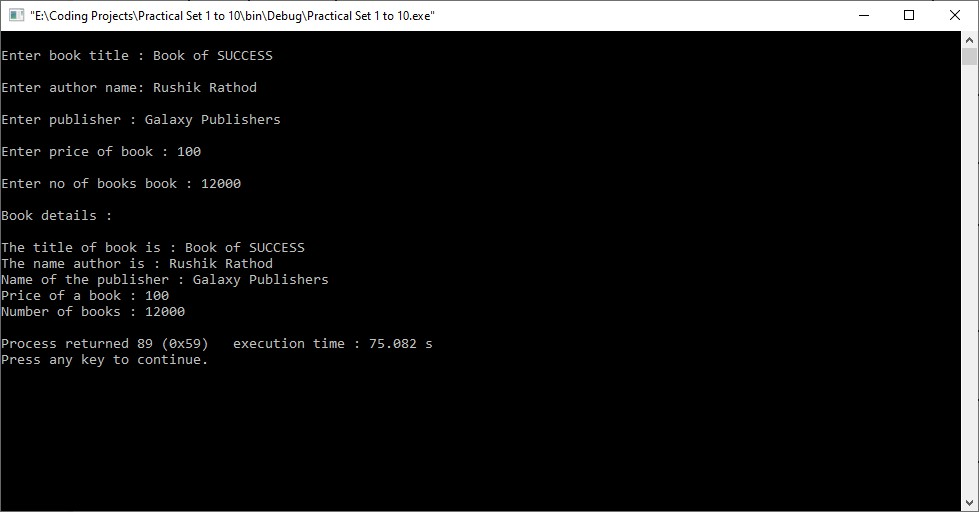 "E:\Coding Projects\Practical Set 1 to 10\bin\Debug\Practical Set 1 to 10.exe"
Enter book title : Book of SUCCESS
Enter author name: Rushik Rathod
Enter publisher : Galaxy Publishers
Enter price of book : 100
Enter no of books book : 12000
Book details :
The title of book is : Book of SUCCESS
The name author is : Rushik Rathod
Name of the publisher : Galaxy Publishers
Price of a book : 100
Number of books : 12000
Process returned 89 (0x59)   execution time : 75.082 s
Press any key to continue.